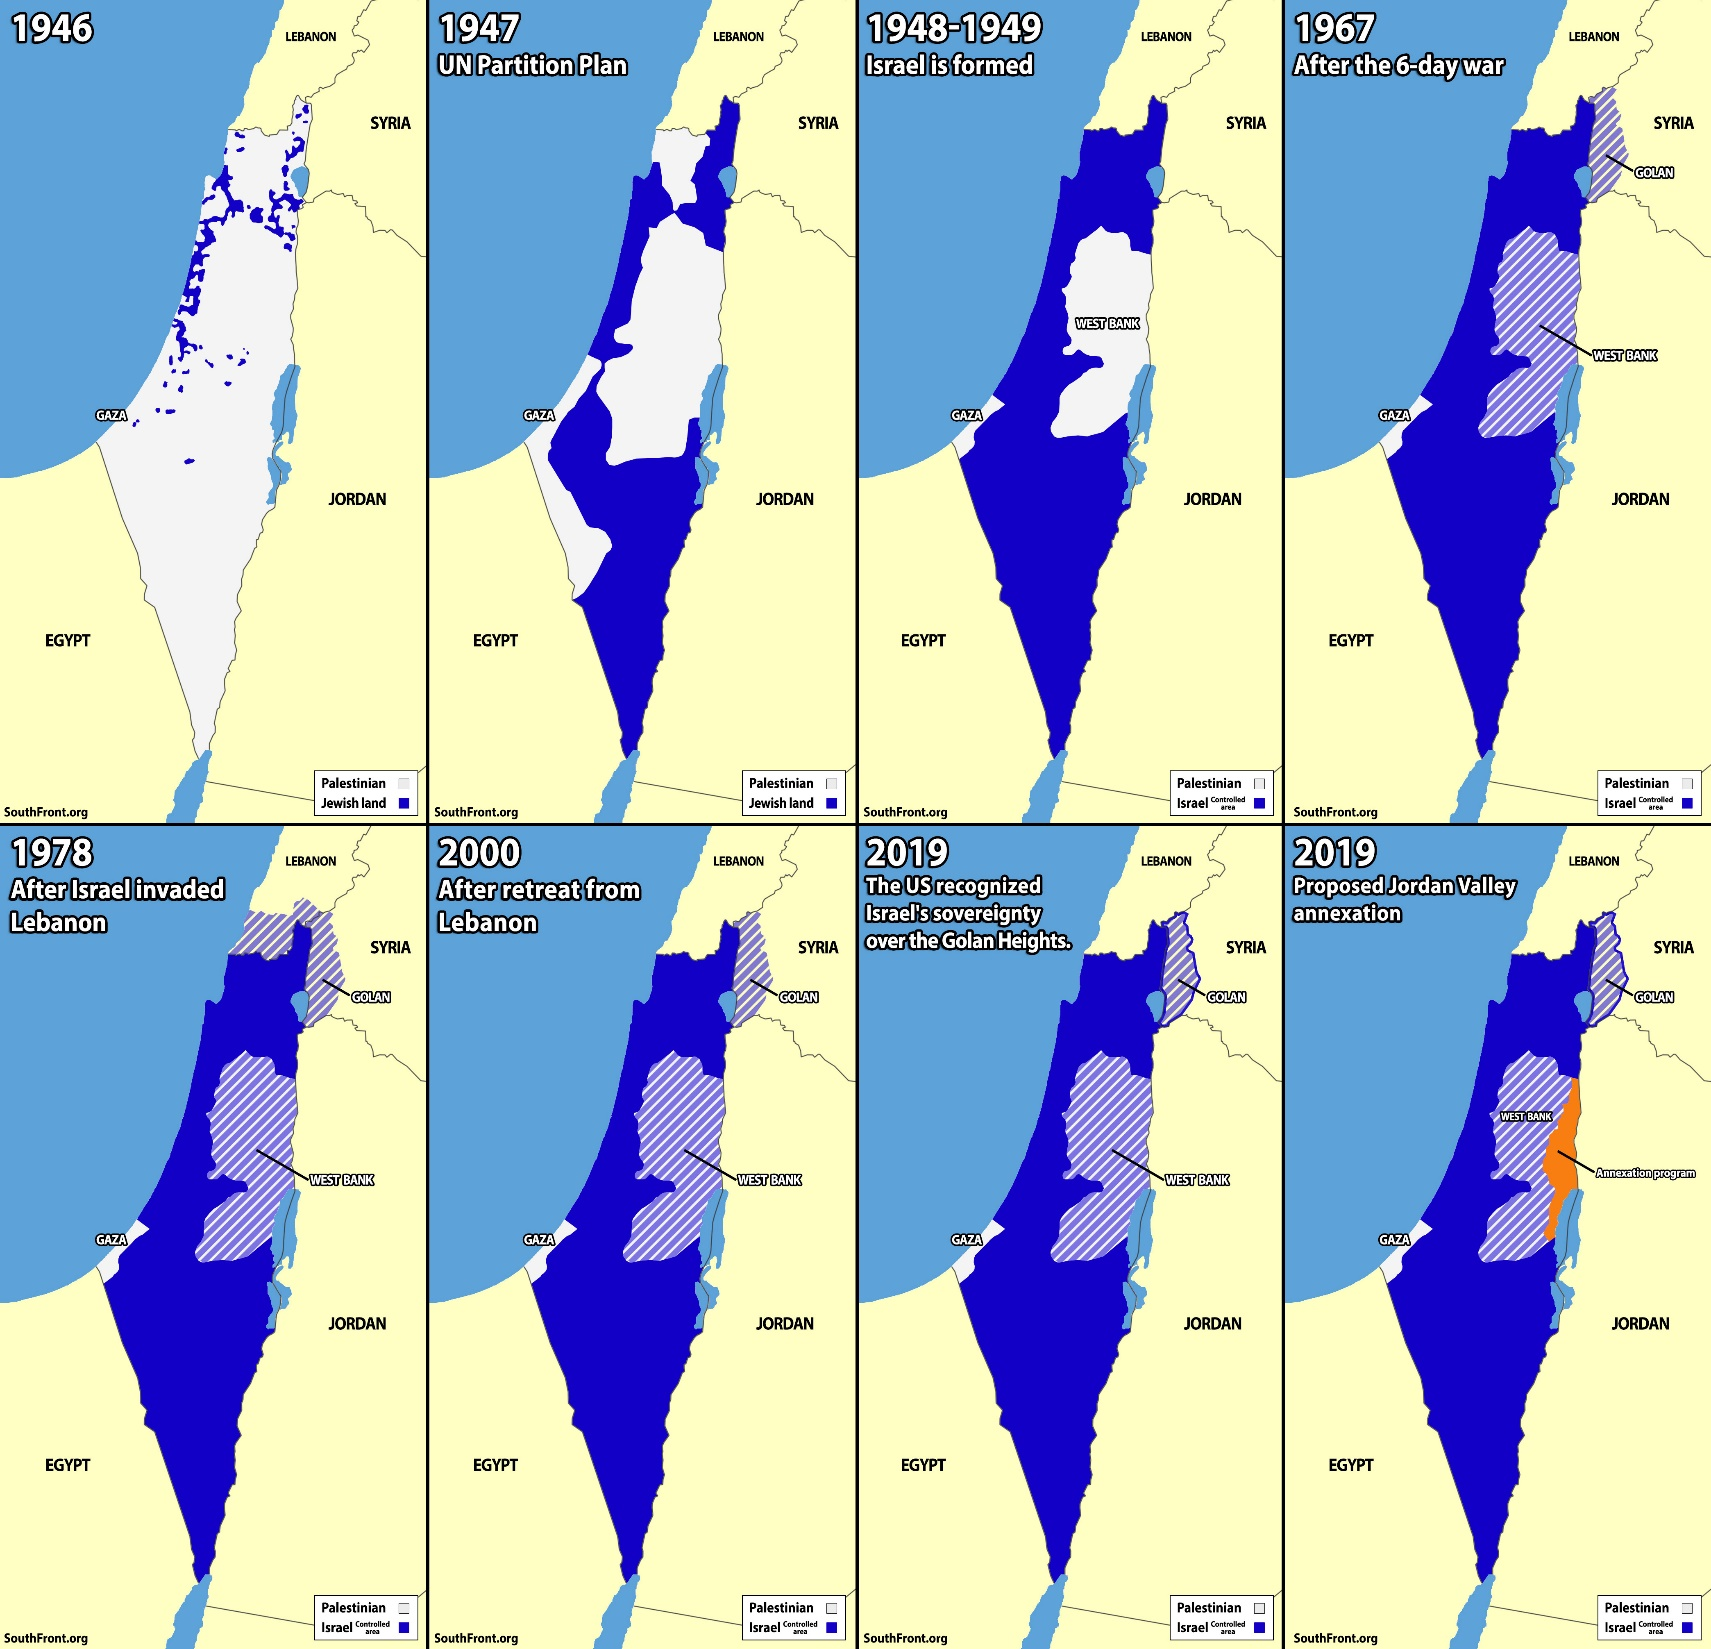 1946
LEBANON
SYRIA
GAZA
JORDAN
EGYPT
Palestinian
Jewish land
SouthFront.org
1947
UN Partition Plan
LEBANON
SYRIA
GAZA
JORDAN
EGYPT
Palestinian
Jewish land
SouthFront.org
1948-1949
Israel is formed
LEBANON
SYRIA
WEST BANK
GAZA
JORDAN
EGYPT
Palestinian
Israel Controlled area
SouthFront.org
1967
After the 6-day war
LEBANON
SYRIA
GOLAN
WEST BANK
GAZA
JORDAN
EGYPT
Palestinian
Israel Controlled area
SouthFront.org
1978
After Israel invaded
Lebanon
LEBANON
SYRIA
GOLAN
WEST BANK
GAZA
JORDAN
EGYPT
Palestinian
Israel Controlled area
SouthFront.org
2000
After retreat from
Lebanon
LEBANON
SYRIA
GOLAN
WEST BANK
GAZA
JORDAN
EGYPT
Palestinian
Israel Controlled area
SouthFront.org
2019
The US recognized
Israel's sovereignty
over the Golan Heights.
LEBANON
SYRIA
GOLAN
WEST BANK
GAZA
JORDAN
EGYPT
Palestinian
Israel Controlled area
SouthFront.org
2019
Proposed Jordan Valley
annexation
LEBANON
SYRIA
GOLAN
WEST BANK
Annexation program
GAZA
JORDAN
EGYPT
Palestinian
Israel Controlled area
SouthFront.org